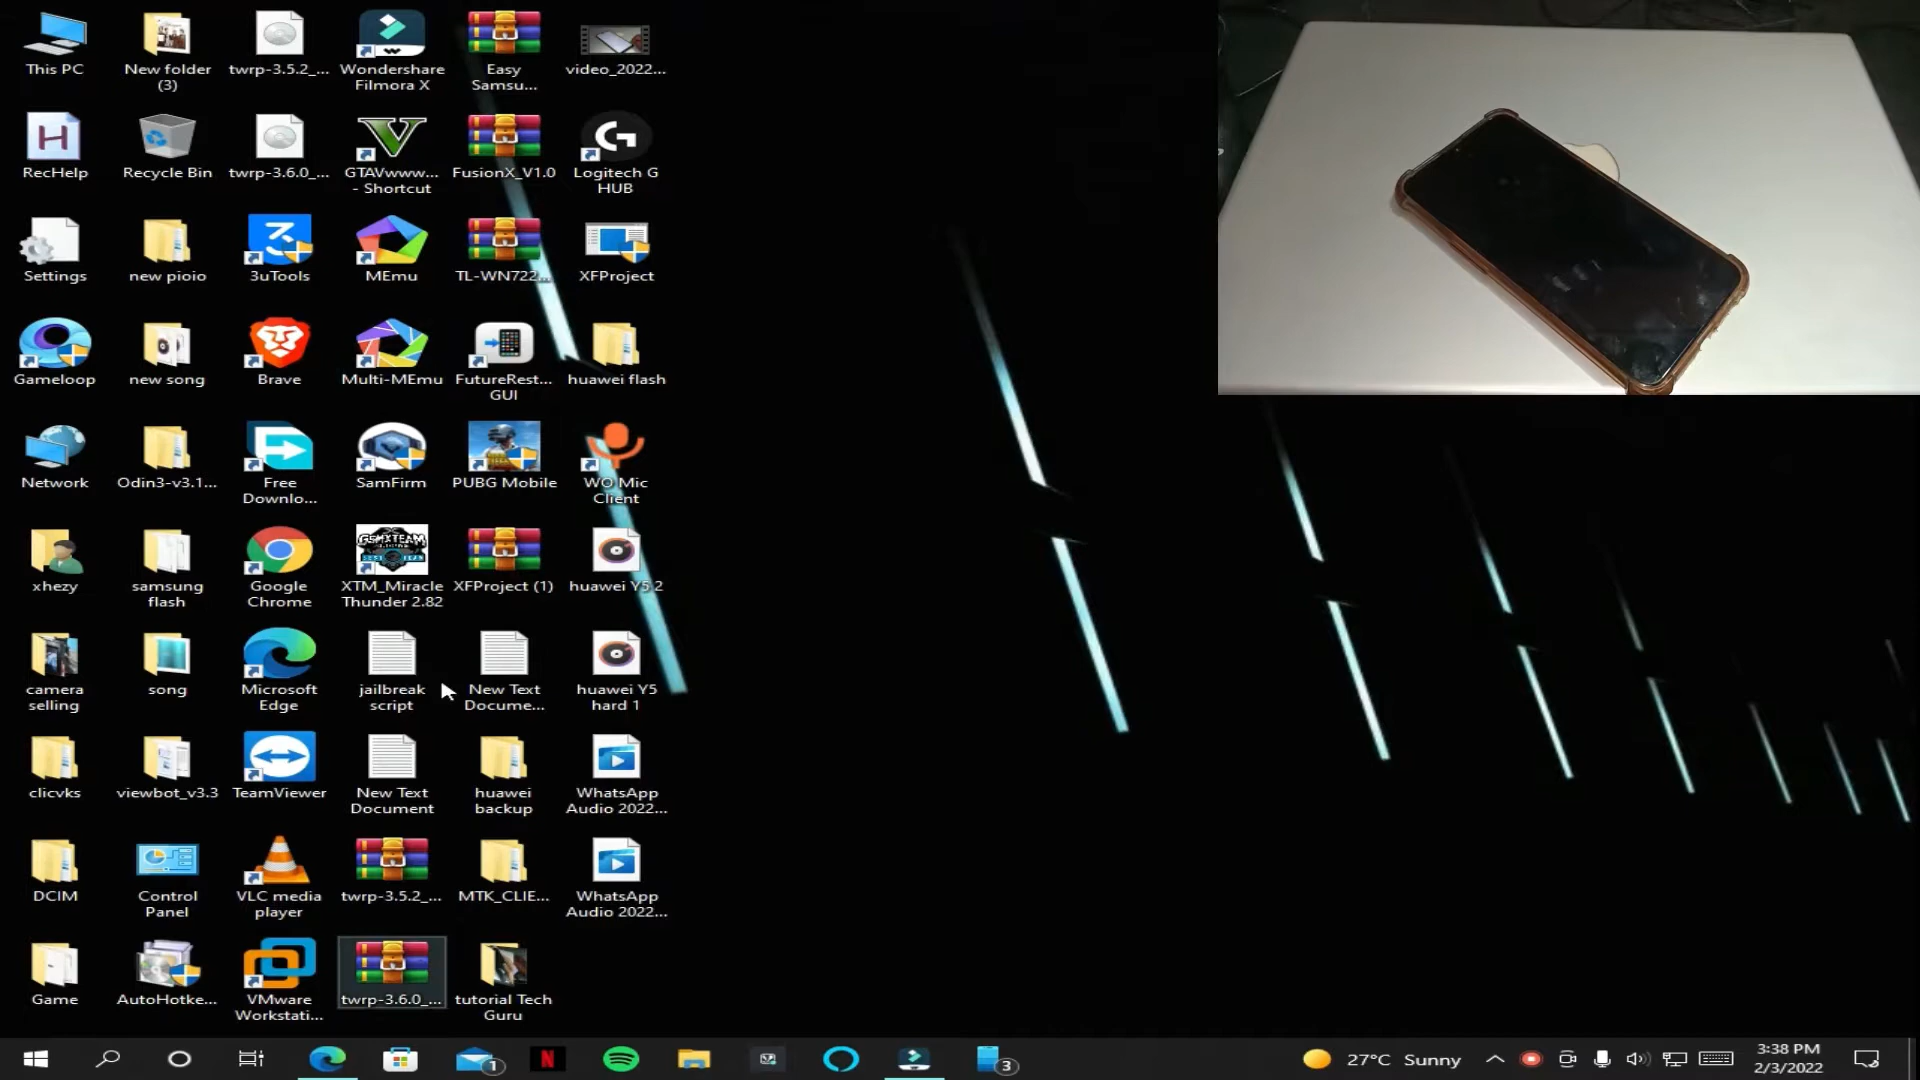 This PC
New folder
(3)
twrp-3.5.2_...
Wondershare
Filmora X
Easy
Samsu...
video_2022...
RecHelp
Recycle Bin
twrp-3.6.0_...
GTAVwww...
- Shortcut
FusionX_V1.0
Logitech G
HUB
Settings
new pioio
3uTools
MEmu
TL-WN722...
XFProject
Gameloop
new song
Brave
Multi-MEmu
FutureRest...
GUI
huawei flash
Network
Odin3-v3.1...
Free
Downlo...
SamFirm
PUBG Mobile
WO Mic
Client
xhezy
samsung
flash
Google
Chrome
GSMXTEAM
XTM_Miracle
Thunder 2.82
XFProject (1)
huawei Y5 2
camera
selling
song
Microsoft
Edge
jailbreak
script
New Text
Docume...
huawei Y5
hard 1
clicvks
viewbot_v3.3
TeamViewer
New Text
Document
huawei
backup
WhatsApp
Audio 2022...
DCIM
Control
Panel
VLC media
player
twrp-3.5.2_...
MTK_CLIE...
WhatsApp
Audio 2022...
Game
AutoHotke...
VMware
Workstati...
twrp-3.6.0_...
tutorial Tech
Guru
1
N
3
27°C Sunny
3:38 PM
2/3/2022